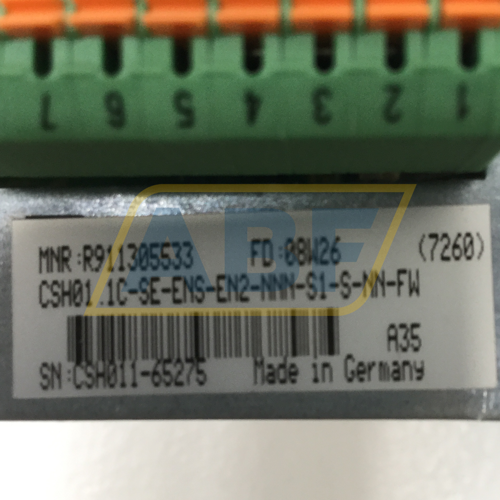 7 6 5 4 3 2 1
ABF
MNR:R911305533 FD:08W26 (7260)
CSH01.1C-SE-ENS-EN2-NNN-S1-S-NN-FW
A35
SN:CSH011-65275 Made in Germany